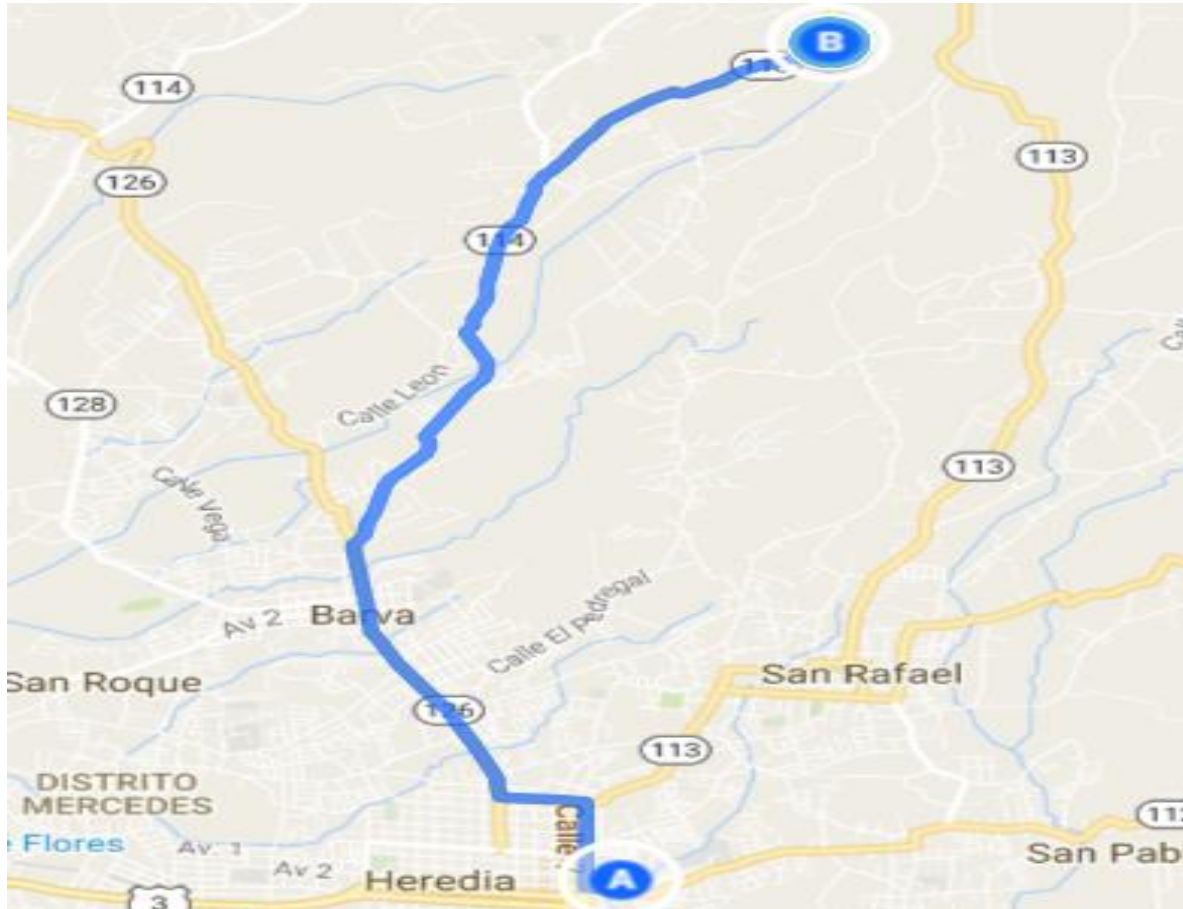 B
114
113
126
114
Calle Leon
128
113
Calle Vega
Barva
Av 2
Calle El Pedregal
San Roque
San Rafael
126
113
DISTRITO
MERCEDES
Calle
e Flores
Av. 1
Av 2
Heredia
A
San Pab
3